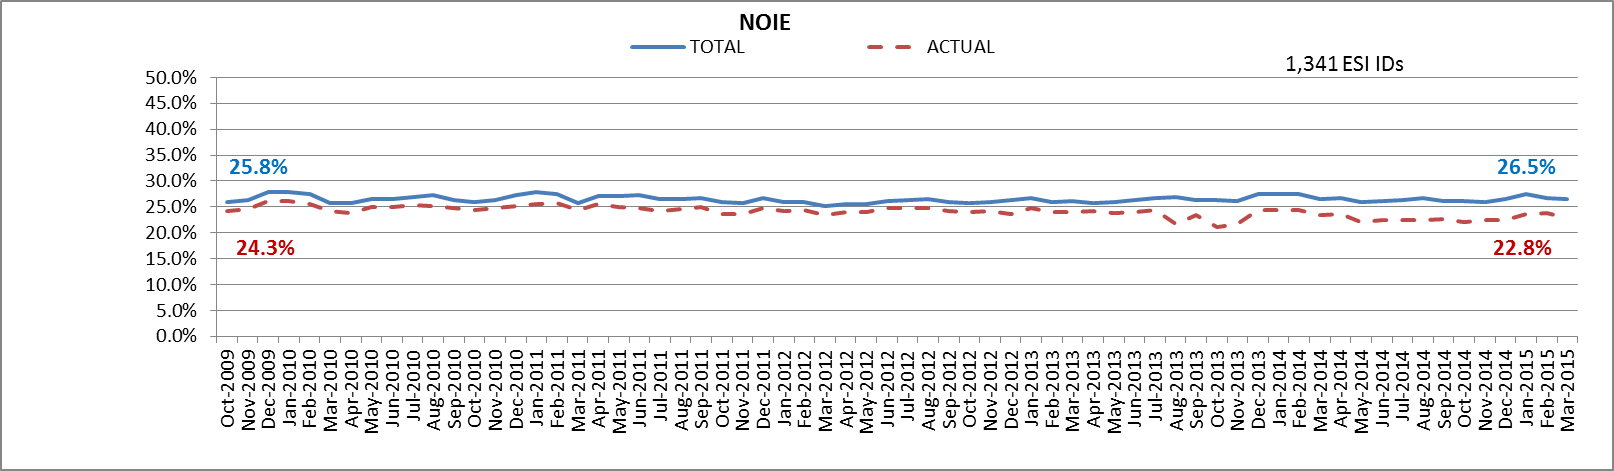 NOIE
TOTAL
ACTUAL
1,341 ESI IDs
50.0%
45.0%
40.0%
35.0%
30.0%
25.0%
20.0%
15.0%
10.0%
5.0%
0.0%
25.8%
26.5%
24.3%
22.8%
Oct-2009
Nov-2009
Dec-2009
Jan-2010
Feb-2010
Mar-2010
Apr-2010
May-2010
Jun-2010
Jul-2010
Aug-2010
Sep-2010
Oct-2010
Nov-2010
Dec-2010
Jan-2011
Feb-2011
Mar-2011
Apr-2011
May-2011
Jun-2011
Jul-2011
Aug-2011
Sep-2011
Oct-2011
Nov-2011
Dec-2011
Jan-2012
Feb-2012
Mar-2012
Apr-2012
May-2012
Jun-2012
Jul-2012
Aug-2012
Sep-2012
Oct-2012
Nov-2012
Dec-2012
Jan-2013
Feb-2013
Mar-2013
Apr-2013
May-2013
Jun-2013
Jul-2013
Aug-2013
Sep-2013
Oct-2013
Nov-2013
Dec-2013
Jan-2014
Feb-2014
Mar-2014
Apr-2014
May-2014
Jun-2014
Jul-2014
Aug-2014
Sep-2014
Oct-2014
Nov-2014
Dec-2014
Jan-2015
Feb-2015
Mar-2015